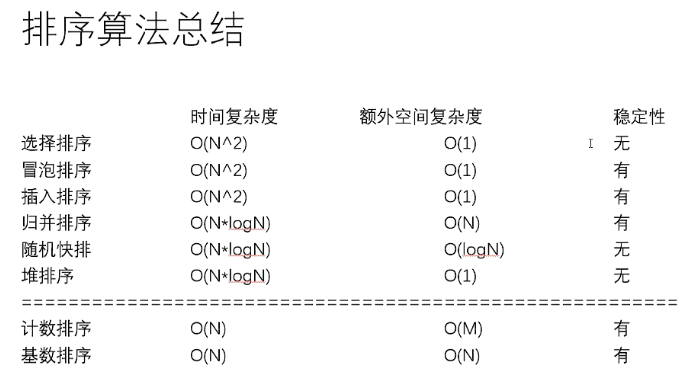 排序算法总结
时间复杂度 额外空间复杂度 稳定性
选择排序 O(N^2) O(1) 无
冒泡排序 O(N^2) O(1) 有
插入排序 O(N^2) O(1) 有
归并排序 O(N*logN) O(N) 有
随机快排 O(N*logN) O(logN) 无
堆排序 O(N*logN) O(1) 无
==========================================================
计数排序 O(N) O(M) 有
基数排序 O(N) O(N) 有